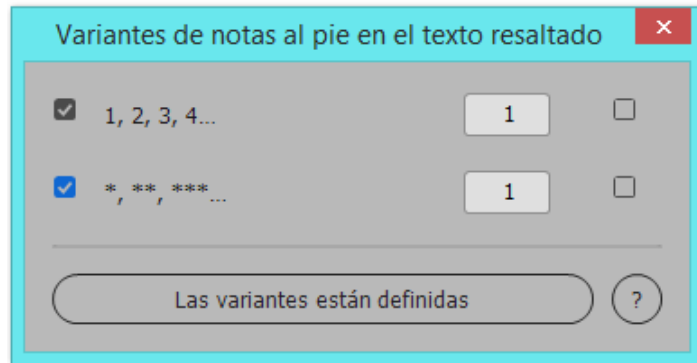 Variantes de notas al pie en el texto resaltado
1, 2, 3, 4... 1
*, **, ***... 1
Las variantes están definidas ?